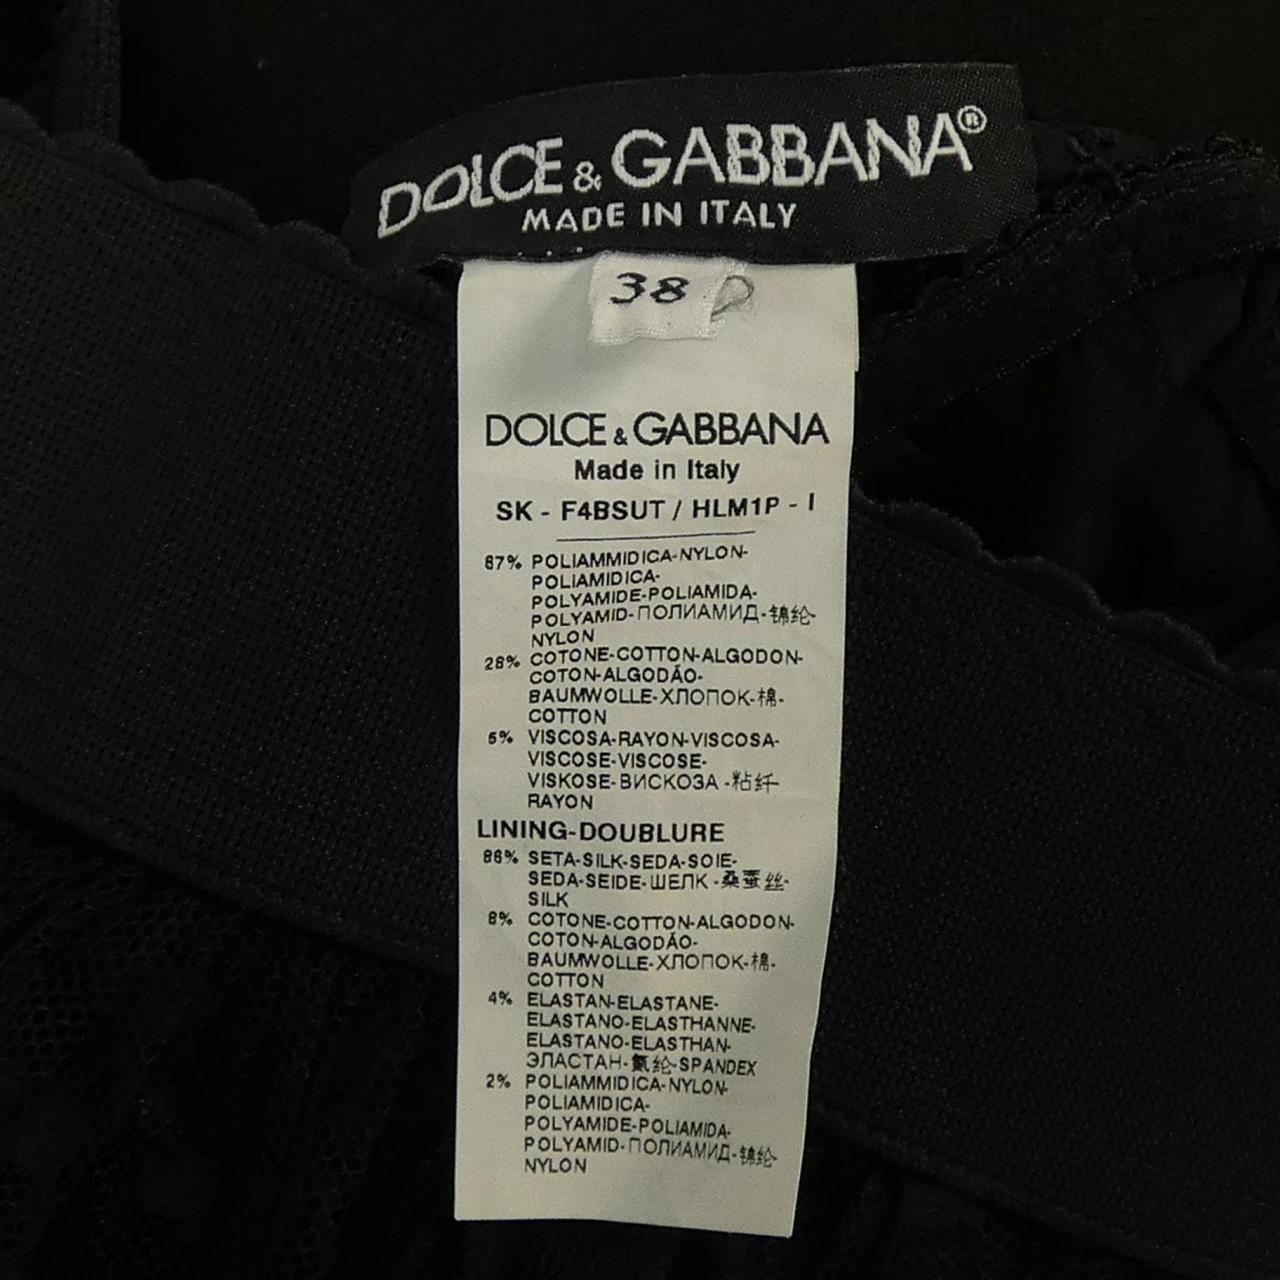 DOLCE & GABBANA®
MADE IN ITALY
38
DOLCE & GABBANA
Made in Italy
SK - F4BSUT / HLM1P - I
67% POLIAMMIDICA-NYLON-
POLIAMIDICA-
POLYAMIDE-POLIAMIDA-
POLYAMID-ПОЛИАМИД-锦纶-
NYLON
28% COTONE-COTTON-ALGODON-
COTON-ALGODÃO-
BAUMWOLLE-ХЛОПОК-棉-
COTTON
5% VISCOSA-RAYON-VISCOSA-
VISCOSE-VISCOSE-
VISKOSE-ВИСКОЗА -粘纤-
RAYON
LINING-DOUBLURE
86% SETA-SILK-SEDA-SOIE-
SEDA-SEIDE-ШЕЛК -桑蚕丝-
SILK
8% COTONE-COTTON-ALGODON-
COTON-ALGODÃO-
BAUMWOLLE-ХЛОПОК-棉-
COTTON
4% ELASTAN-ELASTANE-
ELASTANO-ELASTHANNE-
ELASTANO-ELASTHAN-
ЭЛАСТАН-氨纶-SPANDEX
2% POLIAMMIDICA-NYLON-
POLIAMIDICA-
POLYAMIDE-POLIAMIDA-
POLYAMID-ПОЛИАМИД-锦纶-
NYLON